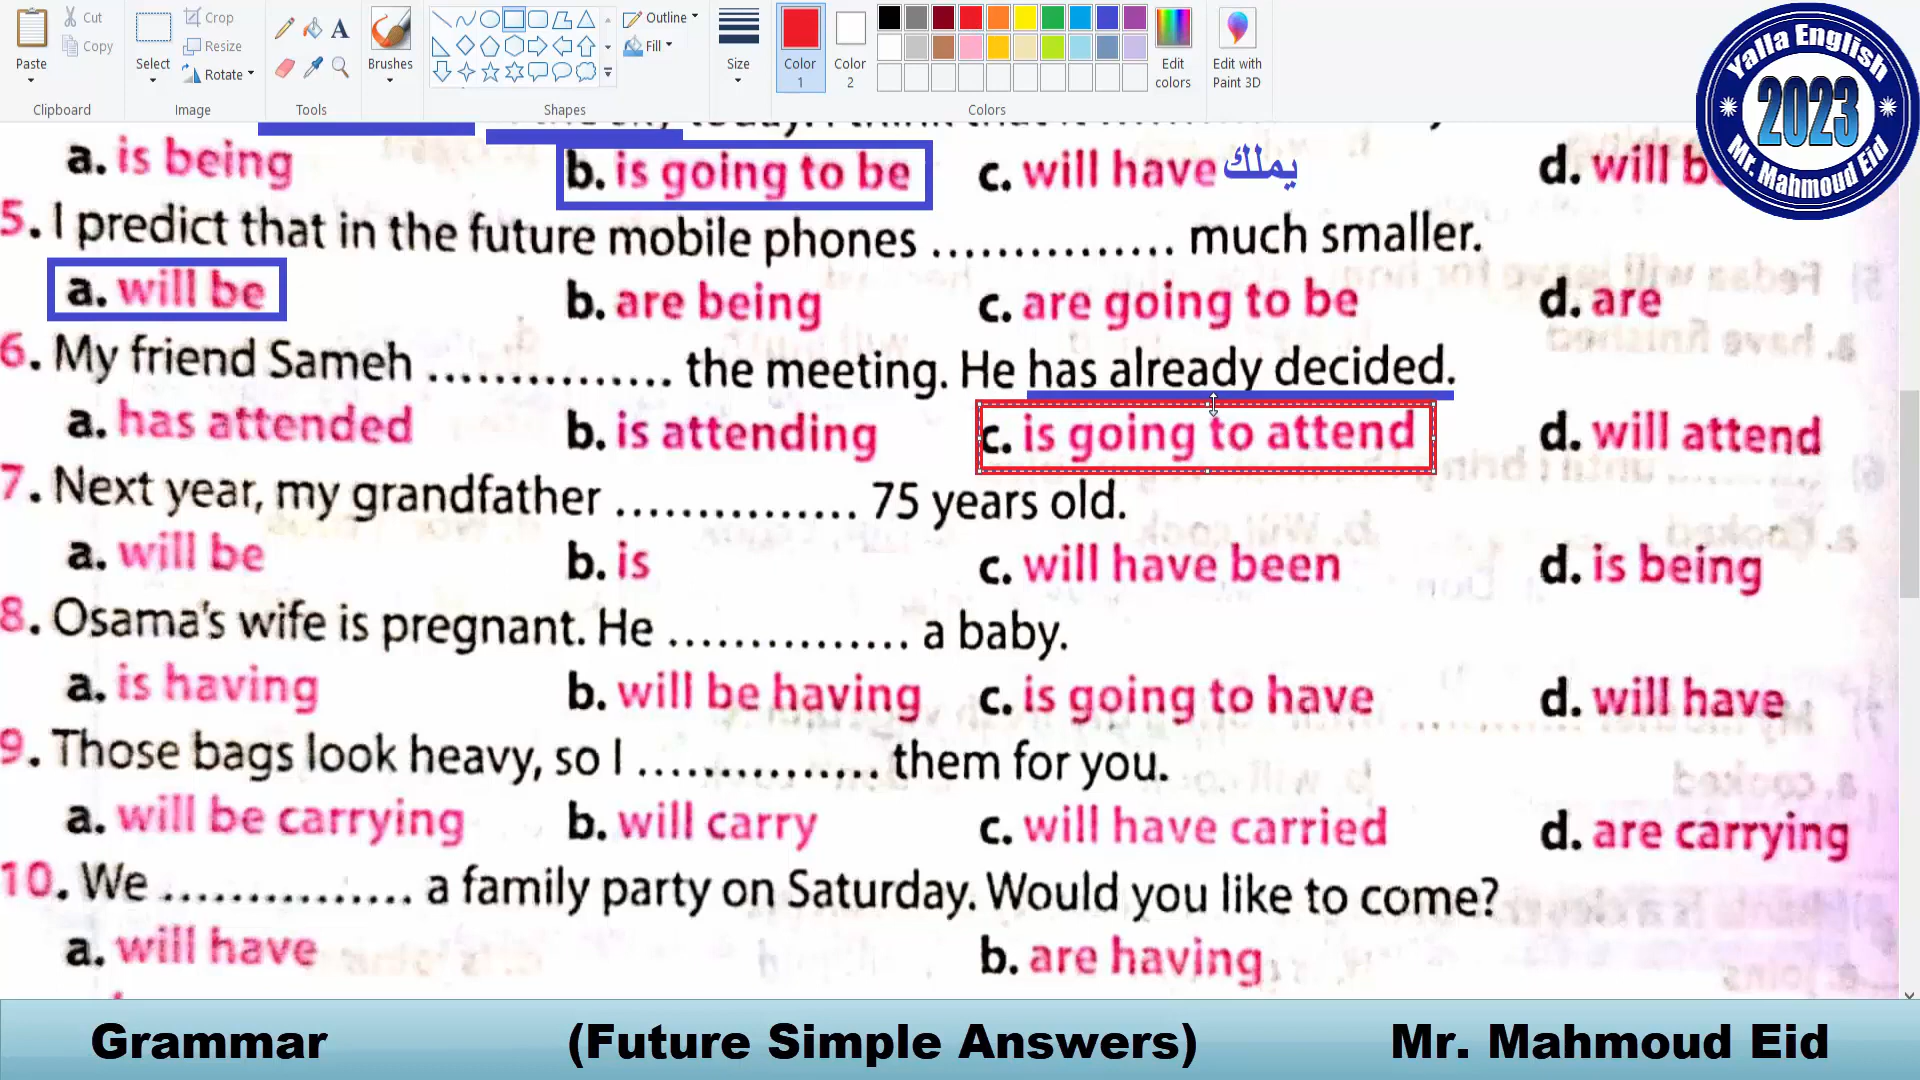 Cut
Crop
Outline
Copy
Resize
Fill
Paste
Select
Rotate
A
Brushes
Size
Color
1
Color
2
Edit
colors
Edit with
Paint 3D
Clipboard
Image
Tools
Shapes
Colors
Yalla English
2023
Mr. Mahmoud Eid
a. is being
b. is going to be
c. will have يملك
d. will b
5. I predict that in the future mobile phones ............... much smaller.
a. will be
b. are being
c. are going to be
d. are
6. My friend Sameh ............... the meeting. He has already decided.
a. has attended
b. is attending
c. is going to attend
d. will attend
7. Next year, my grandfather ............... 75 years old.
a. will be
b. is
c. will have been
d. is being
8. Osama's wife is pregnant. He ............... a baby.
a. is having
b. will be having
c. is going to have
d. will have
9. Those bags look heavy, so I ............... them for you.
a. will be carrying
b. will carry
c. will have carried
d. are carrying
10. We ............... a family party on Saturday. Would you like to come?
a. will have
b. are having
Grammar (Future Simple Answers) Mr. Mahmoud Eid